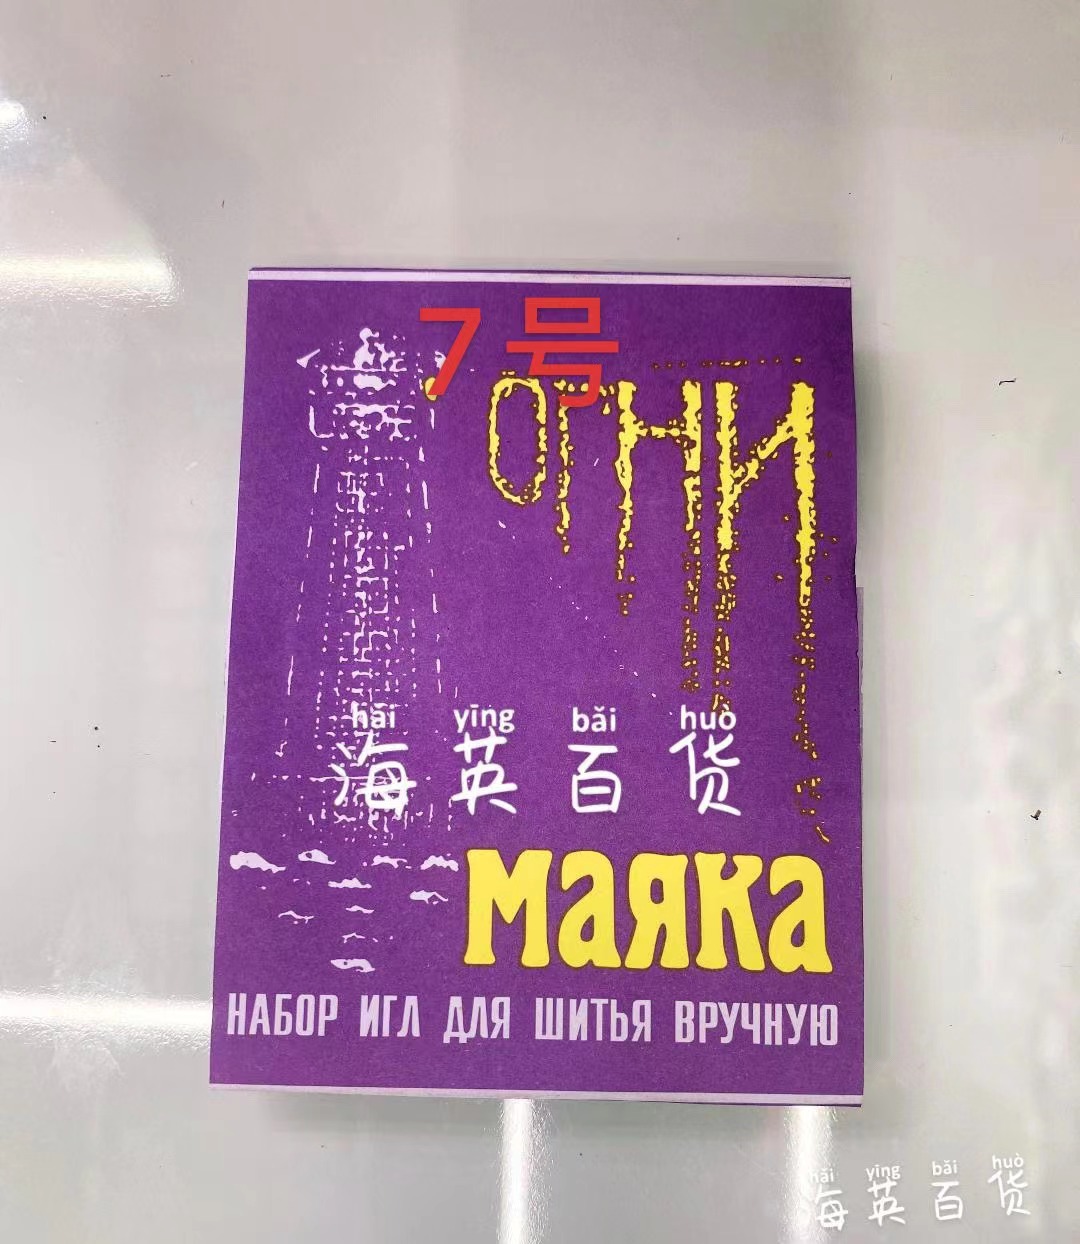 7号
огни
hǎi yīng bǎi huò
海英百货
маяка
НАБОР ИГЛ ДЛЯ ШИТЬЯ ВРУЧНУЮ
hǎi yīng bǎi huò
海英百货